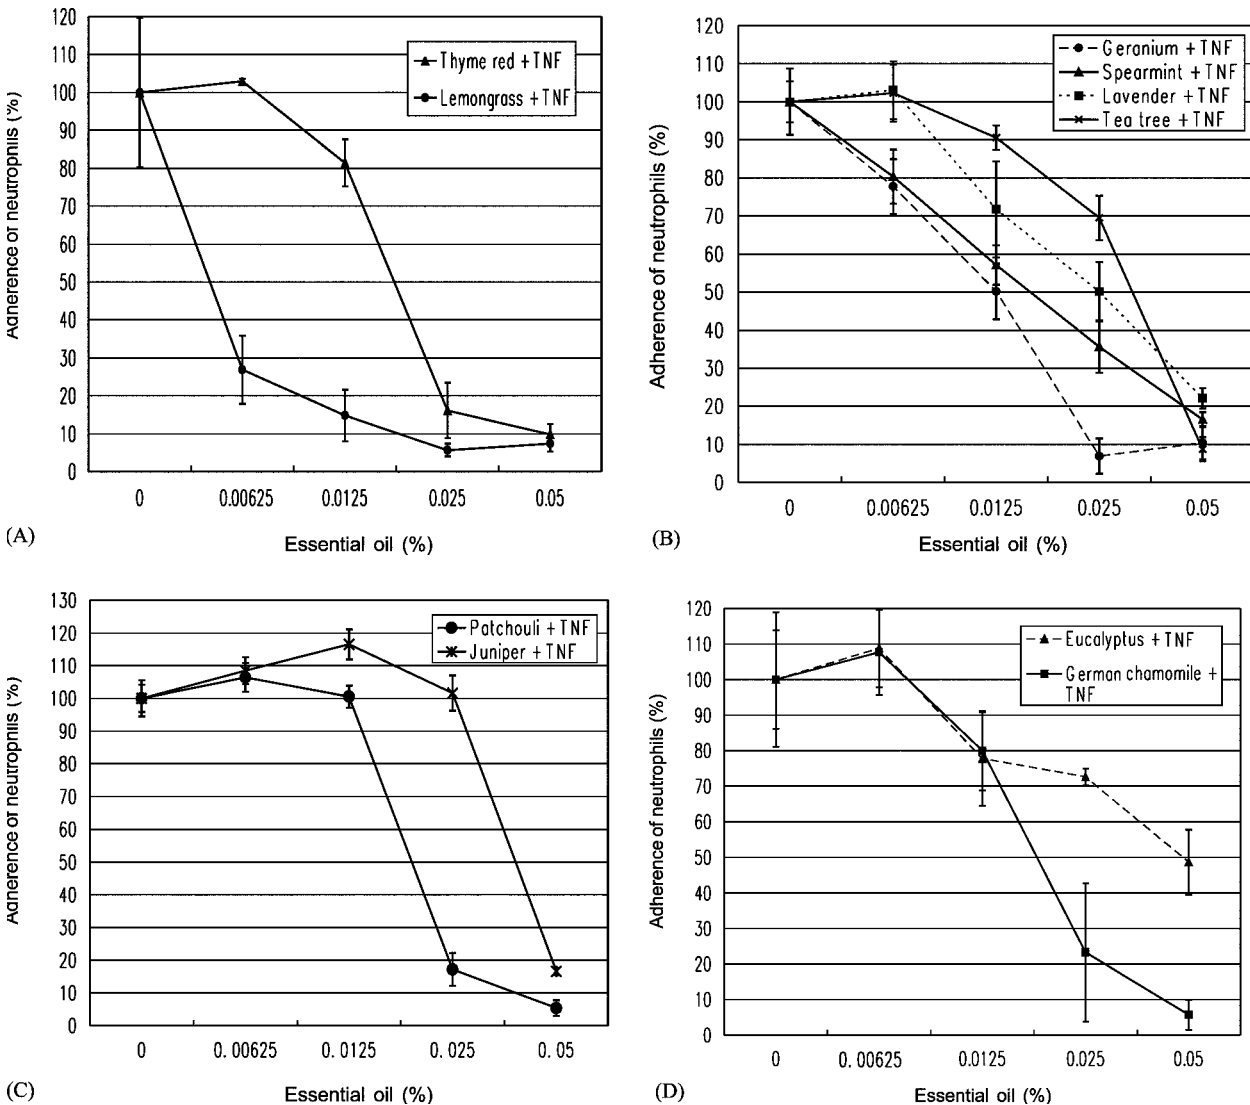 120
110
100
90
80
70
60
50
40
30
20
10
0
Adherence of neutrophils (%)
Thyme red + TNF
Lemongrass + TNF
0 0.00625 0.0125 0.025 0.05
Essential oil (%)
(A)
120
110
100
90
80
70
60
50
40
30
20
10
0
Adherence of neutrophils (%)
Geranium + TNF
Spearmint + TNF
Lavender + TNF
Tea tree + TNF
0 0.00625 0.0125 0.025 0.05
Essential oil (%)
(B)
130
120
110
100
90
80
70
60
50
40
30
20
10
0
Adherence of neutrophils (%)
Patchouli + TNF
Juniper + TNF
0 0. 00625 0. 0125 0. 025 0. 05
Essential oil (%)
(C)
120
110
100
90
80
70
60
50
40
30
20
10
0
Adherence of neutrophils (%)
Eucalyptus + TNF
German chamomile +
TNF
0 0. 00625 0.0125 0.025 0.05
Essential oil (%)
(D)